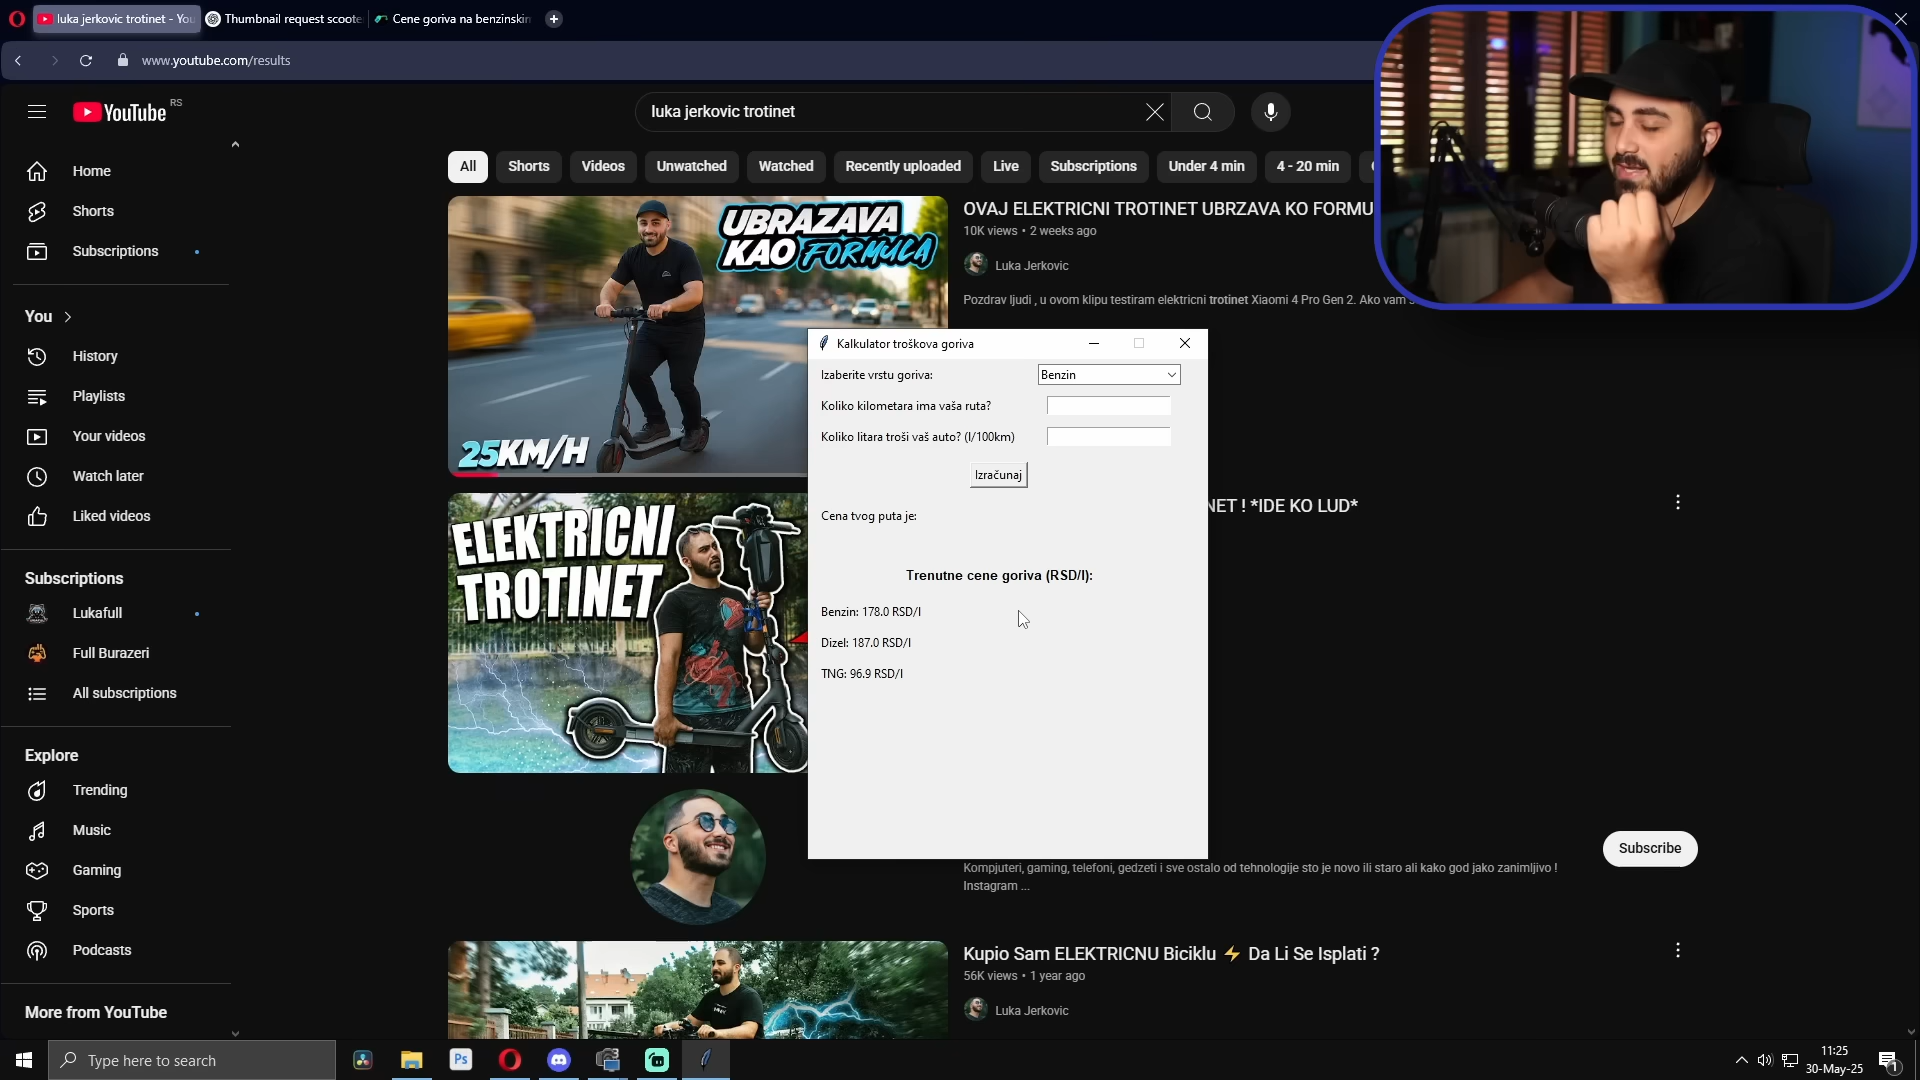 luka jerkovic trotinet - You
Thumbnail request scoote
Cene goriva na benzinskim
www.youtube.com/results
YouTube RS
luka jerkovic trotinet
All
Shorts
Videos
Unwatched
Watched
Recently uploaded
Live
Subscriptions
Under 4 min
4 - 20 min
Home
Shorts
Subscriptions
You
History
Playlists
Your videos
Watch later
Liked videos
Subscriptions
Lukafull
Full Burazeri
All subscriptions
Explore
Trending
Music
Gaming
Sports
Podcasts
More from YouTube
UBRAZAVA
KAO FORMULA
25KM/H
OVAJ ELEKTRICNI TROTINET UBRZAVA KO FORMU
10K views • 2 weeks ago
Luka Jerkovic
Pozdrav ljudi , u ovom klipu testiram elektricni trotinet Xiaomi 4 Pro Gen 2. Ako vam s
ELEKTRICNI
TROTINET
NET ! *IDE KO LUD*
Kalkulator troškova goriva
Izaberite vrstu goriva:
Benzin
Koliko kilometara ima vaša ruta?
Koliko litara troši vaš auto? (l/100km)
Izračunaj
Cena tvog puta je:
Trenutne cene goriva (RSD/l):
Benzin: 178.0 RSD/l
Dizel: 187.0 RSD/l
TNG: 96.9 RSD/l
Subscribe
Kompjuteri, gaming, telefoni, gedzeti i sve ostalo od tehnologije sto je novo ili staro ali kako god jako zanimljivo !
Instagram ...
Kupio Sam ELEKTRICNU Biciklu ⚡ Da Li Se Isplati ?
56K views • 1 year ago
Luka Jerkovic
Type here to search
Ps
11:25
30-May-25
1